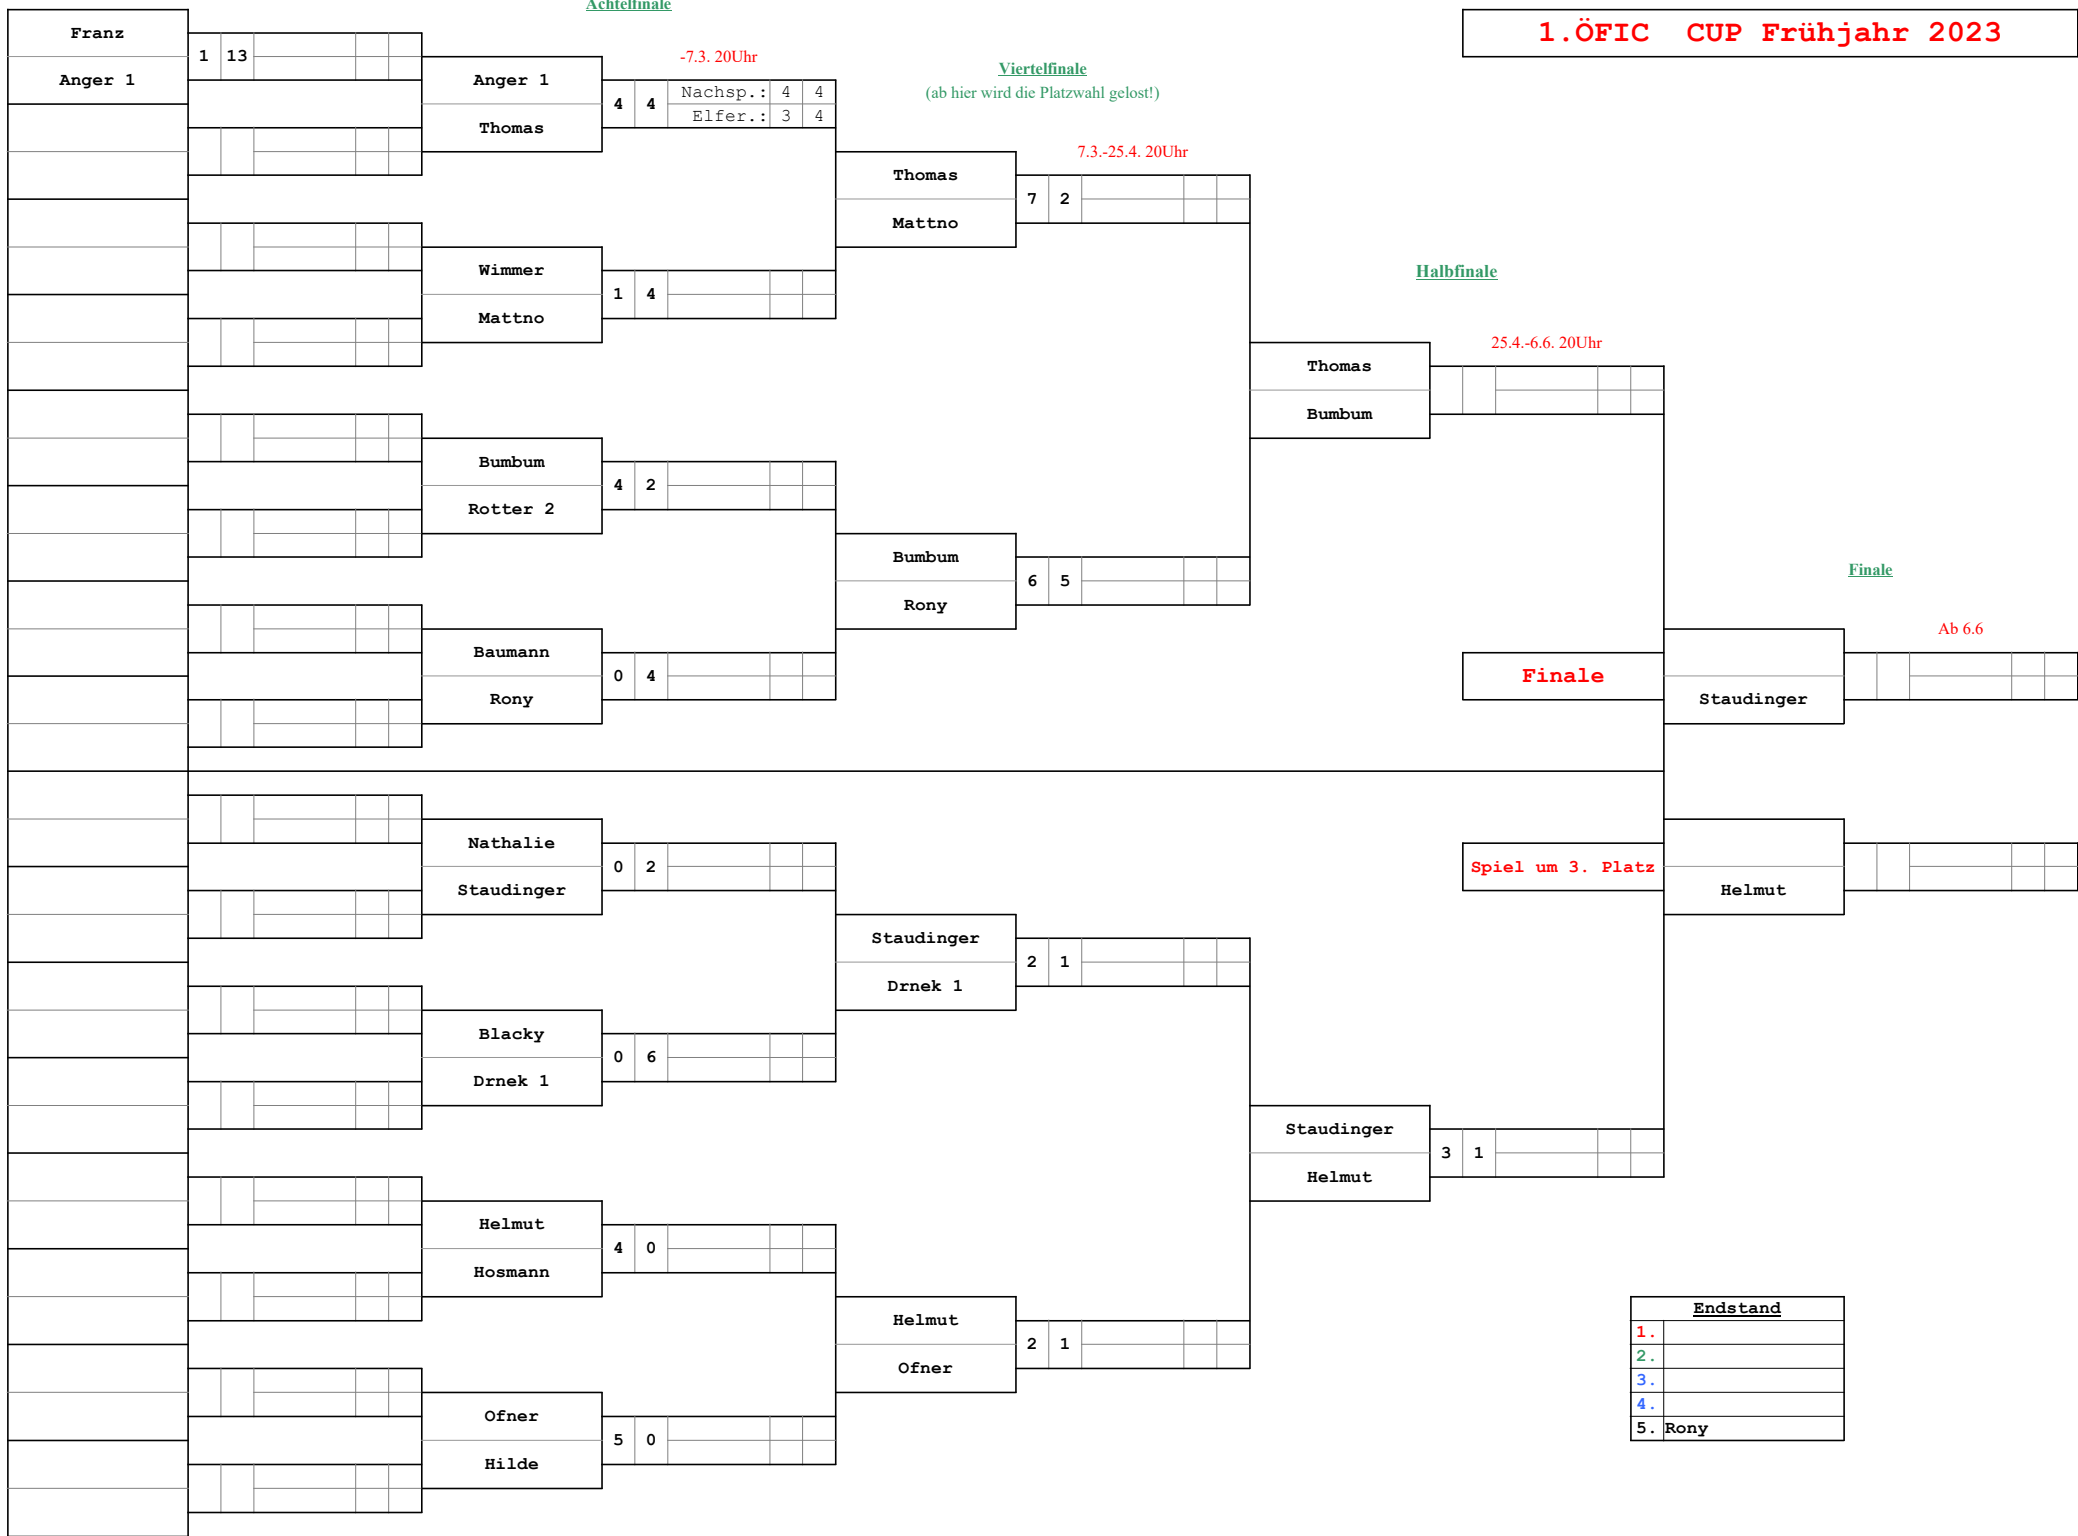 Achtelfinale
1.ÖFIC CUP Frühjahr 2023
Franz
1 13
Anger 1
Anger 1
-7.3. 20Uhr
4 4
Nachsp.: 4 4
Elfer.: 3 4
Thomas
Viertelfinale
(ab hier wird die Platzwahl gelost!)
Thomas
7.3.-25.4. 20Uhr
7 2
Mattno
Wimmer
1 4
Mattno
Halbfinale
Thomas
25.4.-6.6. 20Uhr
Bumbum
Bumbum
4 2
Rotter 2
Bumbum
6 5
Rony
Baumann
0 4
Rony
Finale
Ab 6.6
Finale
Staudinger
Nathalie
0 2
Staudinger
Spiel um 3. Platz
Helmut
Staudinger
2 1
Drnek 1
Blacky
0 6
Drnek 1
Staudinger
3 1
Helmut
Helmut
4 0
Hosmann
Helmut
2 1
Ofner
Ofner
5 0
Hilde
Endstand
1.
2.
3.
4.
5. Rony